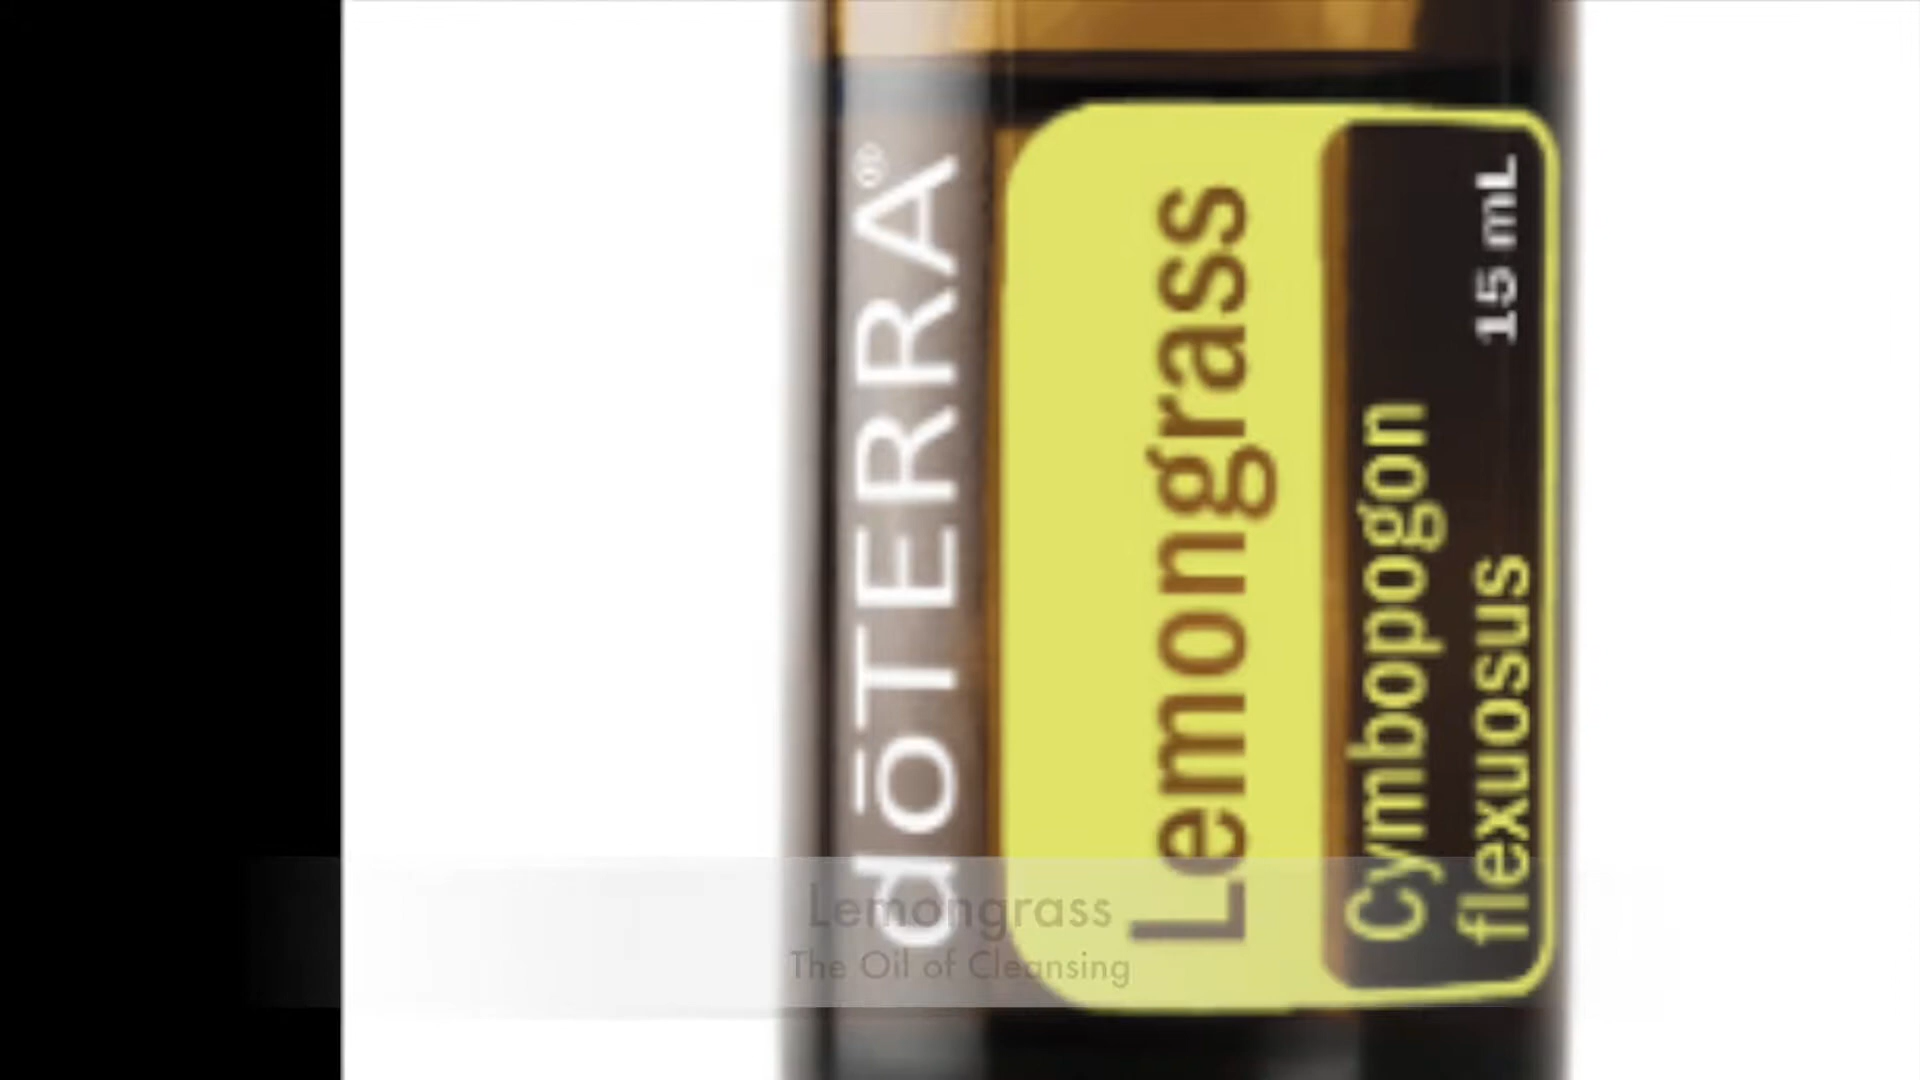 dōTERRA®
Lemongrass
Cymbopogon
flexuosus 15 mL
Lemongrass
The Oil of Cleansing